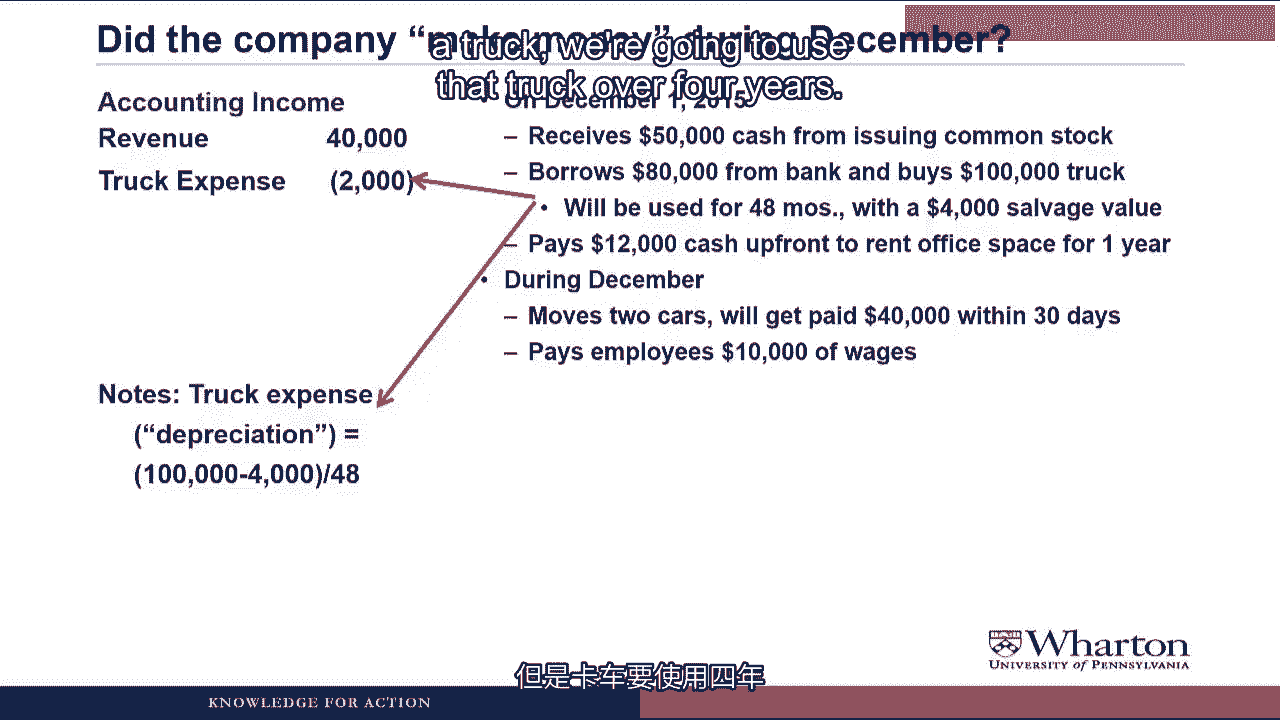 Did the company “make money” during December?
a truck, we're going to use
that truck over four years.
Accounting Income
Revenue 40,000
Truck Expense (2,000)
• On December 1, 2015
– Receives $50,000 cash from issuing common stock
– Borrows $80,000 from bank and buys $100,000 truck
• Will be used for 48 mos., with a $4,000 salvage value
– Pays $12,000 cash upfront to rent office space for 1 year
• During December
– Moves two cars, will get paid $40,000 within 30 days
– Pays employees $10,000 of wages
Notes: Truck expense
(“depreciation”) =
(100,000-4,000)/48
Wharton
UNIVERSITY of PENNSYLVANIA
但是卡车要使用四年
KNOWLEDGE FOR ACTION